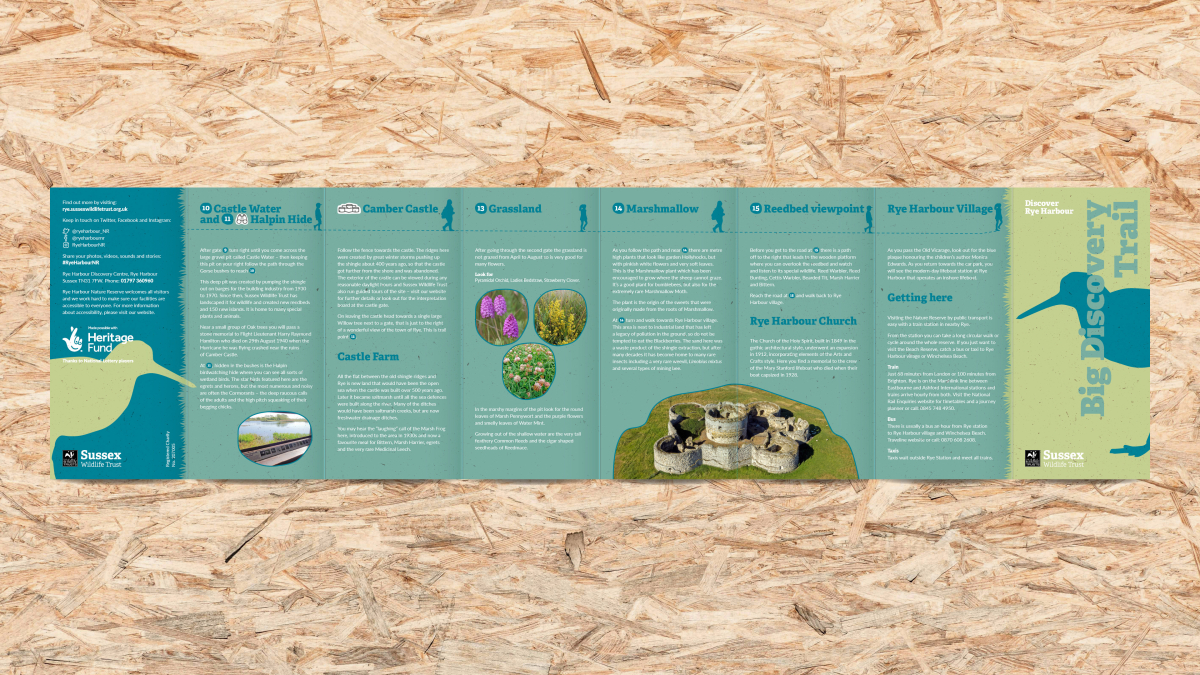 Find out more by visiting:
rye.sussexwildlifetrust.org.uk
Keep in touch on Twitter, Facebook and Instagram
@ryeharbour_NR
@ryeharbournr
RyeHarbourNR
Share your photos, videos, sounds and stories:
#RyeHarbourNR
Rye Harbour Discovery Centre, Rye Harbour
Sussex TN31 7FW. Phone: 01797 360960
Rye Harbour Nature Reserve welcomes all visitors
and we work hard to make sure our facilities are
accessible to everyone. For more information
about accessibility, please visit our website.
Made possible with
Heritage
Fund
Thanks to National Lottery players
Registered Charity
Sussex
Wildlife Trust
10 Castle Water
and 11 Halpin Hide
After gate
turn right until you come across the
large gravel pit called Castle Water – then keeping
this pit on your right follow the path through the
Gorse bushes to reach
This deep pit was created by pumping the shingle
out on barges for the building industry from 1930
to 1970. Since then, Sussex Wildlife Trust has
landscaped it for wildlife and created new reedbeds
and 150 new islands. It is home to many special
plants and animals.
Near a small group of Oak trees you will pass a
stone memorial to Flight Lieutenant Harry Raymond
Hamilton who died on 29th August 1940 when the
Hurricane he was flying crashed near the ruins
of Camber Castle.
At
hidden in the bushes is the Halpin
birdwatching hide where you can see all sorts of
wetland birds. The star birds featured here are the
egrets and herons, but the most numerous and noisy
are often the Cormorants – the deep raucous calls
of the adults and the high pitch squeaking of their
begging chicks.
Camber Castle
Follow the fence towards the castle. The ridges here
were created by great winter storms pushing up
the shingle about 400 years ago, so that the castle
got further from the shore and was abandoned.
The exterior of the castle can be viewed during any
reasonable daylight hours and Sussex Wildlife Trust
also run guided tours of the site – visit our website
for further details or look out for the interpretation
board at the castle gate.
On leaving the castle head towards a single large
Willow tree next to a gate, that is just to the right
of a wonderful view of the town of Rye. This is trail
point
Castle Farm
All the flat between the old shingle ridges and
Rye is new land that would have been the open
sea when the castle was built over 500 years ago.
Later it became saltmarsh until all the sea defences
were built along the river. Many of the ditches
would have been saltmarsh creeks, but are now
freshwater drainage ditches.
You may hear the "laughing" call of the Marsh Frog
here, introduced to the area in 1930s and now a
favourite meal for Bittern, Marsh Harrier, egrets
and the very rare Medicinal Leech.
13 Grassland
After going through the next gate the grassland is
not grazed from April to August so is very good for
many flowers.
Look for
Pyramidal Orchid, Ladies Bedstraw, Strawberry Clover.
In the marshy margins of the pit look for the round
leaves of Marsh Pennywort and the purple flowers
and smelly leaves of Water Mint.
Growing out of the shallow water are the very tall
feathery Common Reeds and the cigar shaped
seedheads of Reedmace.
14 Marshmallow
As you follow the path and near
there are more
high plants that look like garden Hollyhocks, but
with pinkish white flowers and very soft leaves.
This is the Marshmallow plant which has been
encouraged to grow where the sheep cannot graze.
It's a good plant for bumblebees, but also for the
extremely rare Marshmallow Moth.
The plant is the origin of the sweets that were
originally made from the roots of Marshmallow.
At
turn and walk towards Rye Harbour village.
This area is next to industrial land that has left
a legacy of pollution in the ground, so do not be
tempted to eat the Blackberries. The sand here was
a waste product of the shingle extraction, but after
many decades it has become home to many rare
insects including a very rare weevil, Lixus vilis
and several types of mining bee.
15 Reedbed viewpoint
Before you get to the road at
there is a path
off to the right that leads to the wooden platform
where you can overlook the reedbed and watch
and listen to its special wildlife. Reed Warbler, Reed
Bunting, Cettis Warbler, Bearded Tit, Marsh Harrier
and Bittern.
Reach the road at
and walk back to Rye
Harbour village.
Rye Harbour Church
The Church of the Holy Spirit, built in 1849 in the
gothic architectural style, underwent an expansion
in 1912, incorporating elements of the Arts and
Crafts style. Here you find a memorial to the crew
of the Mary Stanford lifeboat who died when their
boat capsized in 1928.
Rye Harbour Village
As you pass the Old Vicarage, look out for the blue
plaque honouring the children's author Monica
Edwards. As you return towards the car park, you
will see the modern-day lifeboat station at Rye
Harbour that operates an inshore lifeboat.
Getting here
Visiting the Nature Reserve by public transport is
easy with a train station in nearby Rye.
From the station you can take a long circular walk or
cycle around the whole reserve. If you just want to
visit the Beach Reserve, catch a bus or taxi to Rye
Harbour village or Winchelsea Beach.
Train
Just 60 minutes from London or 100 minutes from
Brighton, Rye is on the Marshlink line between
Eastbourne and Ashford International stations and
trains arrive hourly from both. Visit the National
Rail Enquiries website for timetables and a journey
planner or call: 0845 748 4950.
Bus
There is usually a bus an hour from Rye station
to Rye Harbour village and Winchelsea Beach.
Traveline website or call: 0870 608 2608.
Taxis
Taxis wait outside Rye Station and meet all trains.
Discover
Rye Harbour
Big Discovery
Trail
Sussex
Wildlife Trust